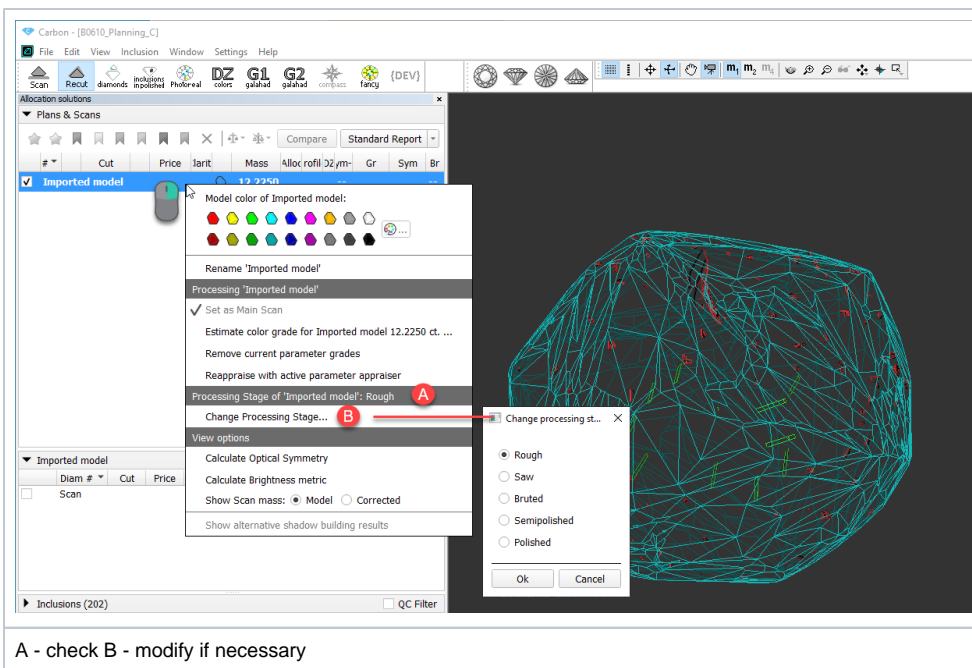 Carbon - [B0610_Planning_C]
File Edit View Inclusion Window Settings Help
Scan Recut diamonds inclusions inpolished Photoreal DZ colors G1 galahad G2 galahad compass fancy {DEV} m1 m2 m4
Allocation solutions
Plans & Scans
Compare Standard Report
# Cut Price larit Mass Alloc rofil D2 ym- Gr Sym Br
Imported model 12.2250 -- --
Model color of Imported model:
...
Rename 'Imported model'
Processing 'Imported model'
Set as Main Scan
Estimate color grade for Imported model 12.2250 ct. ...
Remove current parameter grades
Reappraise with active parameter appraiser
Processing Stage of 'Imported model': Rough A
Change Processing Stage... B
View options
Calculate Optical Symmetry
Calculate Brightness metric
Show Scan mass: Model Corrected
Show alternative shadow building results
Change processing st...
Rough
Saw
Bruted
Semipolished
Polished
Ok Cancel
Imported model
Diam # Cut Price
Scan
Inclusions (202) QC Filter
A - check B - modify if necessary